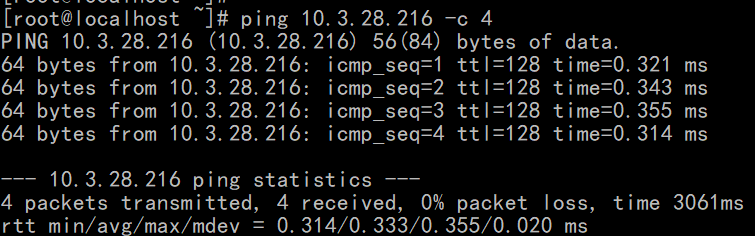 [root@localhost ~]# ping 10.3.28.216 -c 4
PING 10.3.28.216 (10.3.28.216) 56(84) bytes of data.
64 bytes from 10.3.28.216: icmp_seq=1 ttl=128 time=0.321 ms
64 bytes from 10.3.28.216: icmp_seq=2 ttl=128 time=0.343 ms
64 bytes from 10.3.28.216: icmp_seq=3 ttl=128 time=0.355 ms
64 bytes from 10.3.28.216: icmp_seq=4 ttl=128 time=0.314 ms
--- 10.3.28.216 ping statistics ---
4 packets transmitted, 4 received, 0% packet loss, time 3061ms
rtt min/avg/max/mdev = 0.314/0.333/0.355/0.020 ms